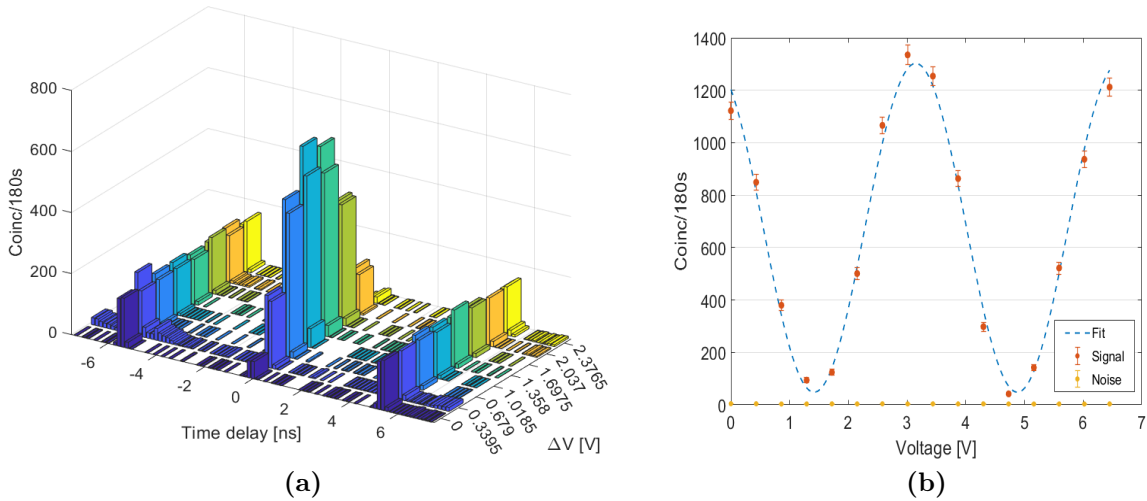 800
600
400
200
0
Coinc/180s
-6
-4
-2
0
2
4
6
Time delay [ns]
2.3765
2.037
1.6975
1.358
1.0185
0.679
0.3395
0
ΔV [V]
(a)
1400
1200
1000
800
600
400
200
0
Coinc/180s
Fit
Signal
Noise
0 1 2 3 4 5 6 7
Voltage [V]
(b)